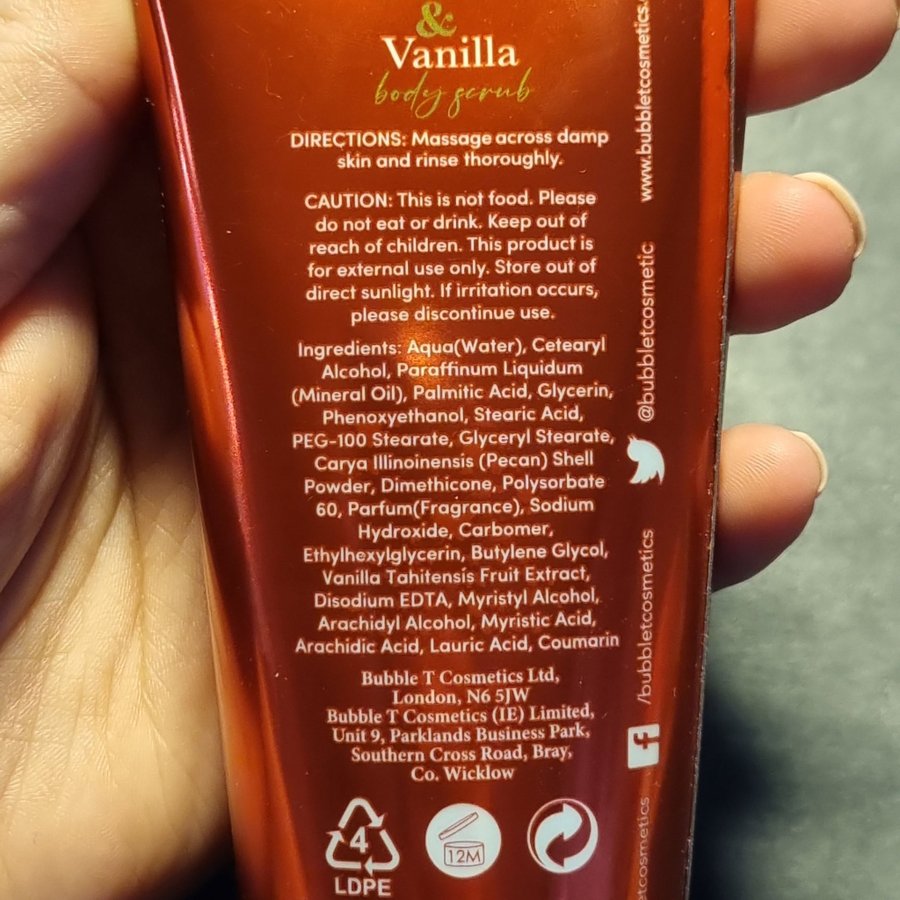 &
Vanilla
body scrub
DIRECTIONS: Massage across damp
skin and rinse thoroughly.
CAUTION: This is not food. Please
do not eat or drink. Keep out of
reach of children. This product is
for external use only. Store out of
direct sunlight. If irritation occurs,
please discontinue use.
Ingredients: Aqua(Water), Cetearyl
Alcohol, Paraffinum Liquidum
(Mineral Oil), Palmitic Acid, Glycerin,
Phenoxyethanol, Stearic Acid,
PEG-100 Stearate, Glyceryl Stearate,
Carya Illinoinensis (Pecan) Shell
Powder, Dimethicone, Polysorbate
60, Parfum(Fragrance), Sodium
Hydroxide, Carbomer,
Ethylhexylglycerin, Butylene Glycol,
Vanilla Tahitensis Fruit Extract,
Disodium EDTA, Myristyl Alcohol,
Arachidyl Alcohol, Myristic Acid,
Arachidic Acid, Lauric Acid, Coumarin
Bubble T Cosmetics Ltd,
London, N6 5JW
Bubble T Cosmetics (IE) Limited,
Unit 9, Parklands Business Park,
Southern Cross Road, Bray,
Co. Wicklow
4
LDPE
12M
www.bubbletcosmetics.
@bubbletcosmetic
/bubbletcosmetics
etcosmetics